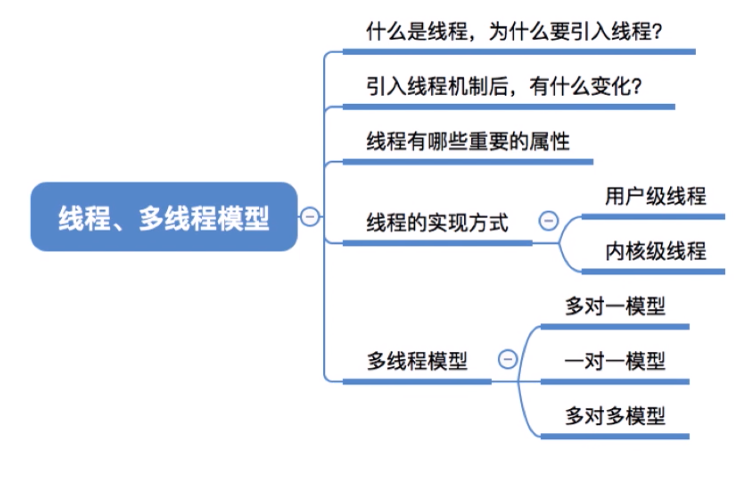 什么是线程，为什么要引入线程？
引入线程机制后，有什么变化？
线程有哪些重要的属性
线程、多线程模型
线程的实现方式
用户级线程
内核级线程
多线程模型
多对一模型
一对一模型
多对多模型